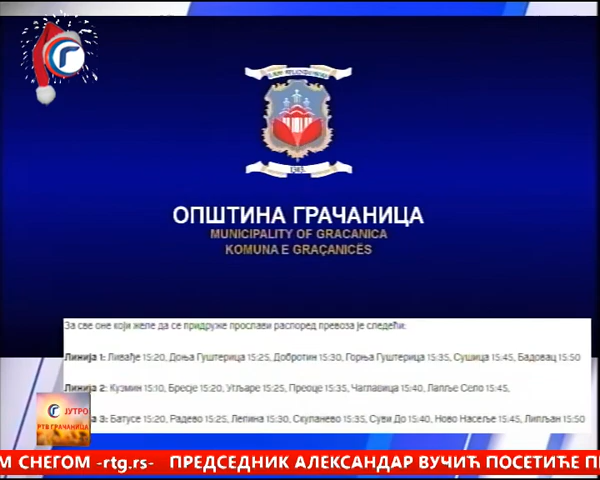 1345.
ОПШТИНА ГРАЧАНИЦА
MUNICIPALITY OF GRACANICA
KOMUNA E GRAÇANICËS
За све оне који желе да се придруже прослави распоред превоза је следећи:
Линија 1: Ливађе 15:20, Доња Гуштерица 15:25, Добротин 15:30, Горња Гуштерица 15:35, Сушица 15:45, Бадовац 15:50
Линија 2: Кузмин 15:10, Бресје 15:20, Угљаре 15:25, Преоце 15:35, Чаглавица 15:40, Лапље Село 15:45,
3: Батусе 15:20, Радево 15:25, Лепина 15:30, Скуланево 15:35, Суви До 15:40, Ново Насеље 15:45, Липљан 15:50
ЈУТРО
РТВ ГРАЧАНИЦА
М СНЕГОМ -rtg.rs- ПРЕДСЕДНИК АЛЕКСАНДАР ВУЧИЋ ПОСЕТИЋЕ П